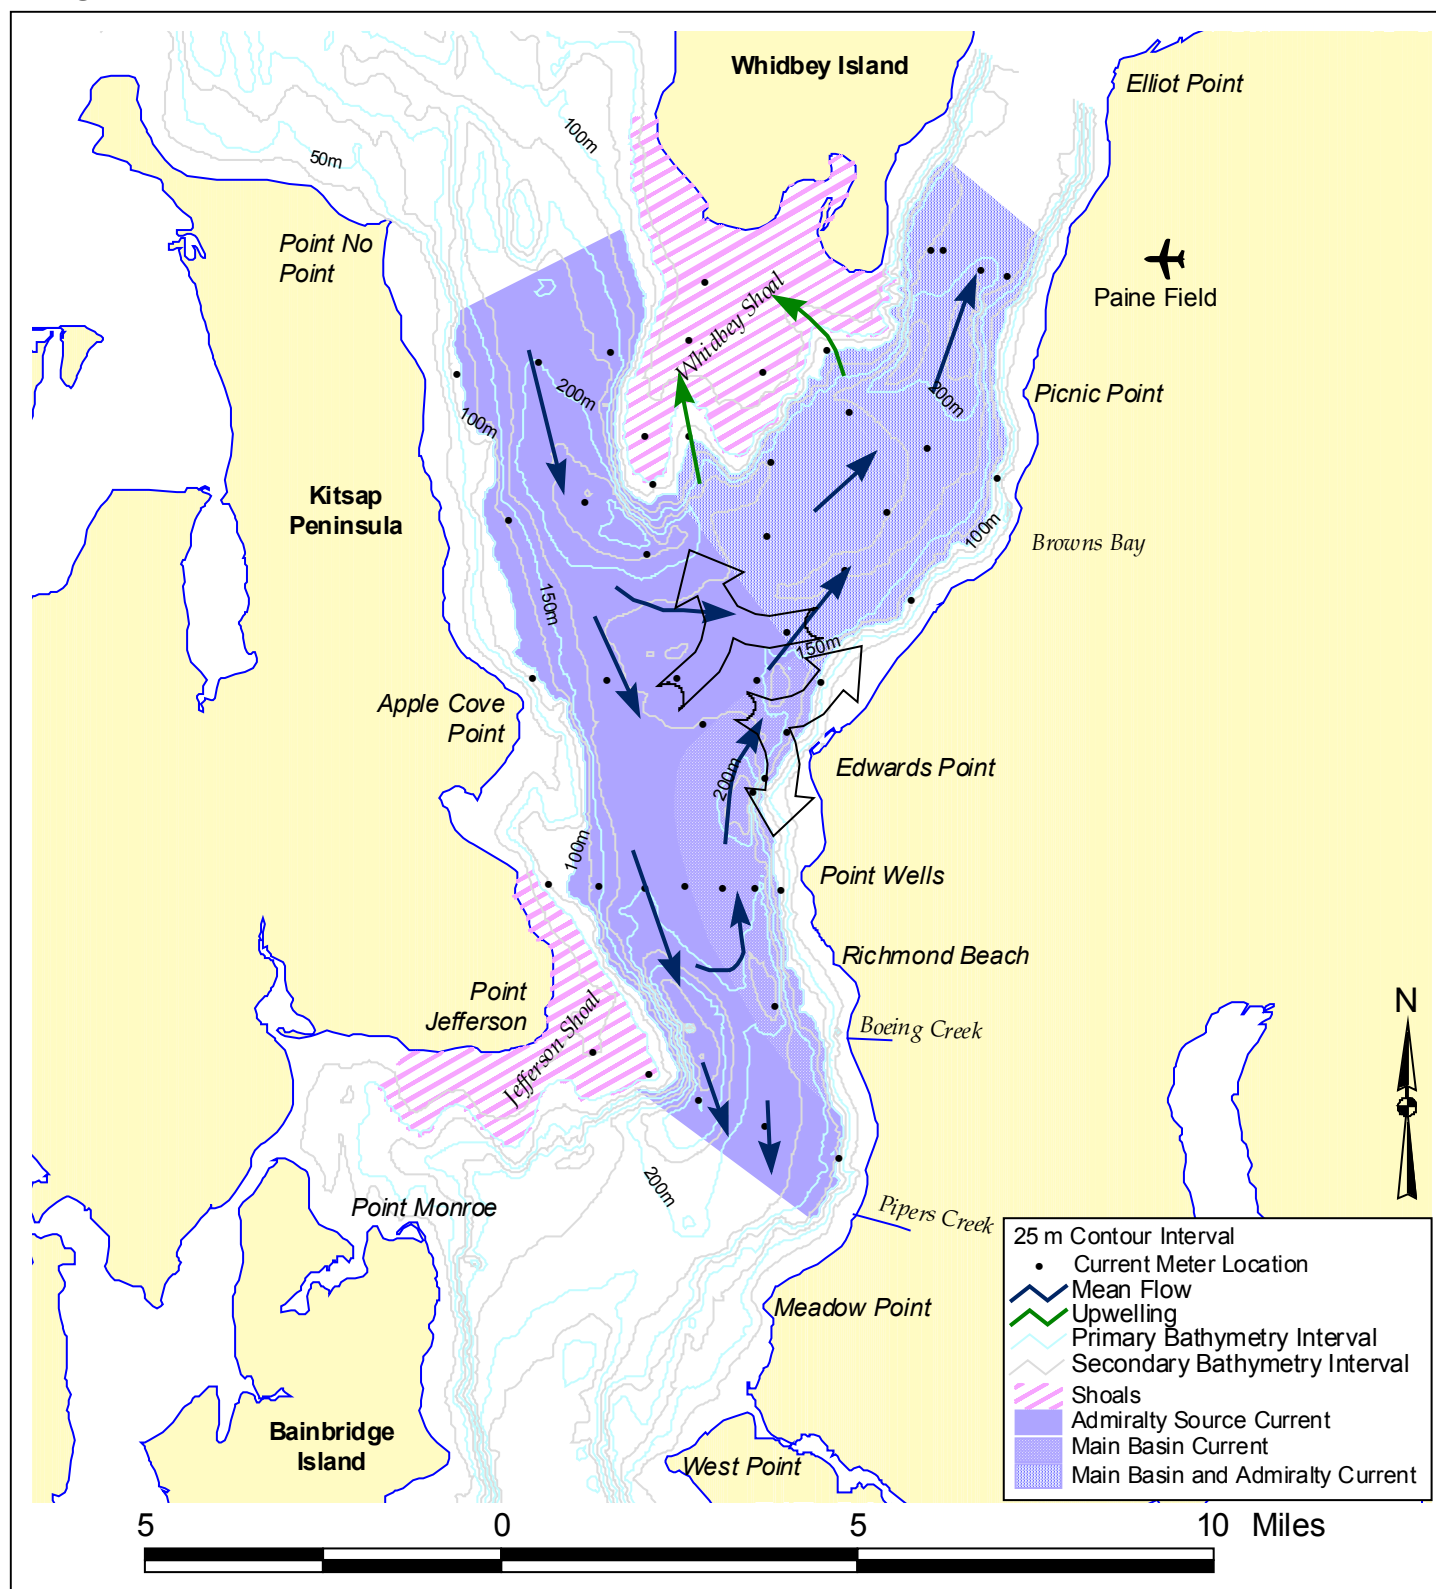 Whidbey Island
Elliot Point
100m
50m
Point No
Point
Paine Field
Whidbey Shoal
200m
100m
200m
Picnic Point
Kitsap
Peninsula
100m
Browns Bay
150m
150m
Apple Cove
Point
Edwards Point
200m
100m
Point Wells
Richmond Beach
Point
Jefferson
Jefferson Shoal
Boeing Creek
N
200m
Point Monroe
Pipers Creek
Meadow Point
Bainbridge
Island
West Point
25 m Contour Interval
Current Meter Location
Mean Flow
Upwelling
Primary Bathymetry Interval
Secondary Bathymetry Interval
Shoals
Admiralty Source Current
Main Basin Current
Main Basin and Admiralty Current
5 0 5 10 Miles